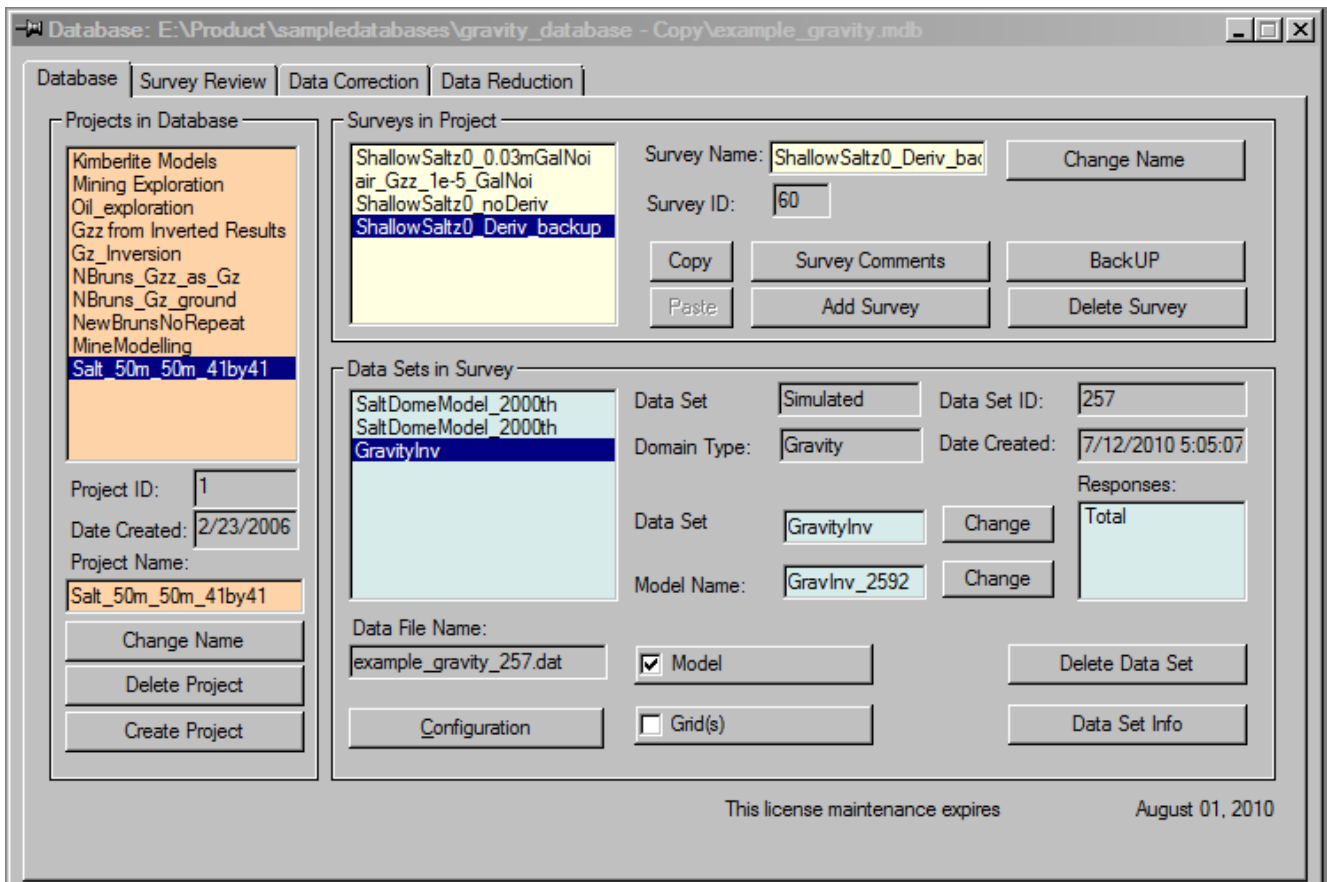 Database: E:\Product\sampledatabases\gravity_database - Copy\example_gravity.mdb
Database Survey Review Data Correction Data Reduction
Projects in Database
Kimberlite Models
Mining Exploration
Oil_exploration
Gzz from Inverted Results
Gz_Inversion
NBruns_Gzz_as_Gz
NBruns_Gz_ground
NewBrunsNoRepeat
MineModelling
Salt_50m_50m_41by41
Project ID: 1
Date Created: 2/23/2006
Project Name:
Salt_50m_50m_41by41
Change Name
Delete Project
Create Project
Surveys in Project
ShallowSaltz0_0.03mGalNoi
air_Gzz_1e-5_GalNoi
ShallowSaltz0_noDeriv
ShallowSaltz0_Deriv_backup
Survey Name: ShallowSaltz0_Deriv_bac Change Name
Survey ID: 60
Copy Survey Comments BackUP
Paste Add Survey Delete Survey
Data Sets in Survey
SaltDomeModel_2000th
SaltDomeModel_2000th
GravityInv
Data Set Simulated Data Set ID: 257
Domain Type: Gravity Date Created: 7/12/2010 5:05:07
Responses:
Total
Data Set GravityInv Change
Model Name: GravInv_2592 Change
Data File Name:
example_gravity_257.dat Model Delete Data Set
Configuration Grid(s) Data Set Info
This license maintenance expires August 01, 2010